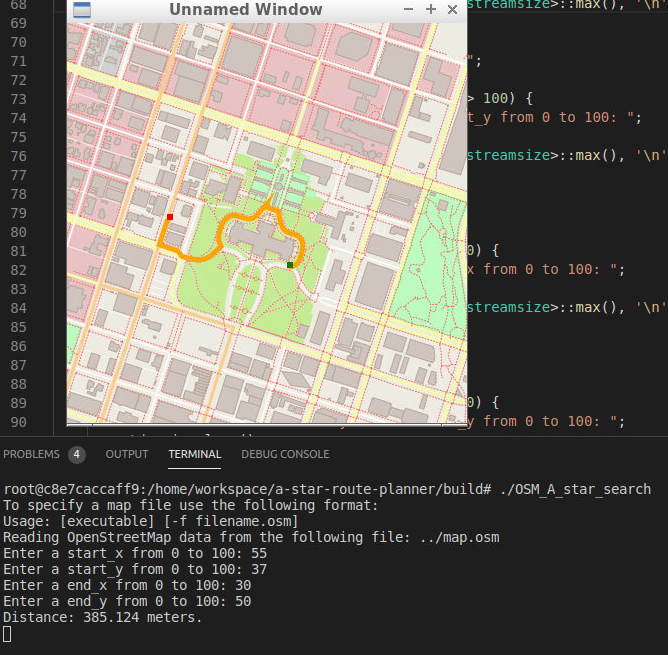 68 streamsize>::max(), '\n'
Unnamed Window
69
70
71 ";
72
73 > 100) {
74 t_y from 0 to 100: ";
75
76 streamsize>::max(), '\n'
77
78
79
80
81 0) {
82 x from 0 to 100: ";
83
84 streamsize>::max(), '\n'
85
86
87
88
89 0) {
90 _y from 0 to 100: ";
PROBLEMS 4 OUTPUT TERMINAL DEBUG CONSOLE
root@c8e7caccaff9:/home/workspace/a-star-route-planner/build# ./OSM_A_star_search
To specify a map file use the following format:
Usage: [executable] [-f filename.osm]
Reading OpenStreetMap data from the following file: ../map.osm
Enter a start_x from 0 to 100: 55
Enter a start_y from 0 to 100: 37
Enter a end_x from 0 to 100: 30
Enter a end_y from 0 to 100: 50
Distance: 385.124 meters.